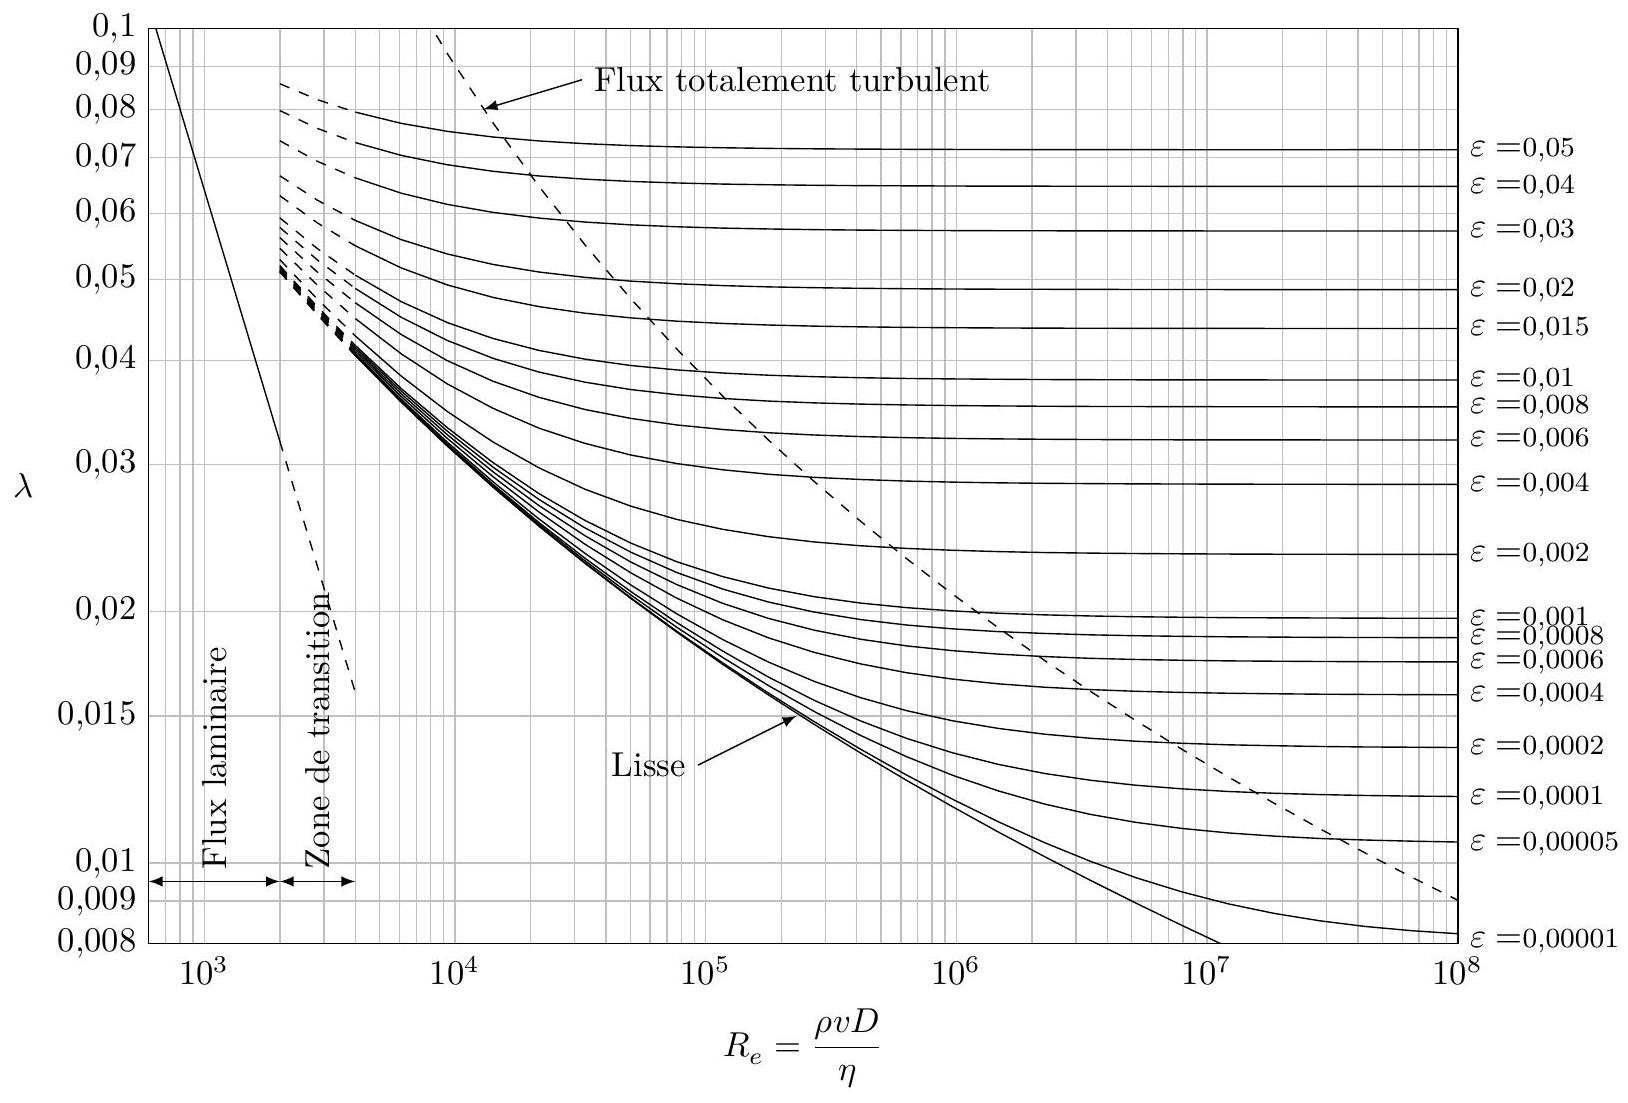 0,1
0,09
0,08
0,07
0,06
0,05
0,04
0,03
0,02
0,015
0,01
0,009
0,008
λ
Flux totalement turbulent
Lisse
Flux laminaire
Zone de transition
ε =0,05
ε =0,04
ε =0,03
ε =0,02
ε =0,015
ε =0,01
ε =0,008
ε =0,006
ε =0,004
ε =0,002
ε =0,001
ε =0,0008
ε =0,0006
ε =0,0004
ε =0,0002
ε =0,0001
ε =0,00005
ε =0,00001
10³ 10⁴ 10⁵ 10⁶ 10⁷ 10⁸
Rₑ = ρvD/η